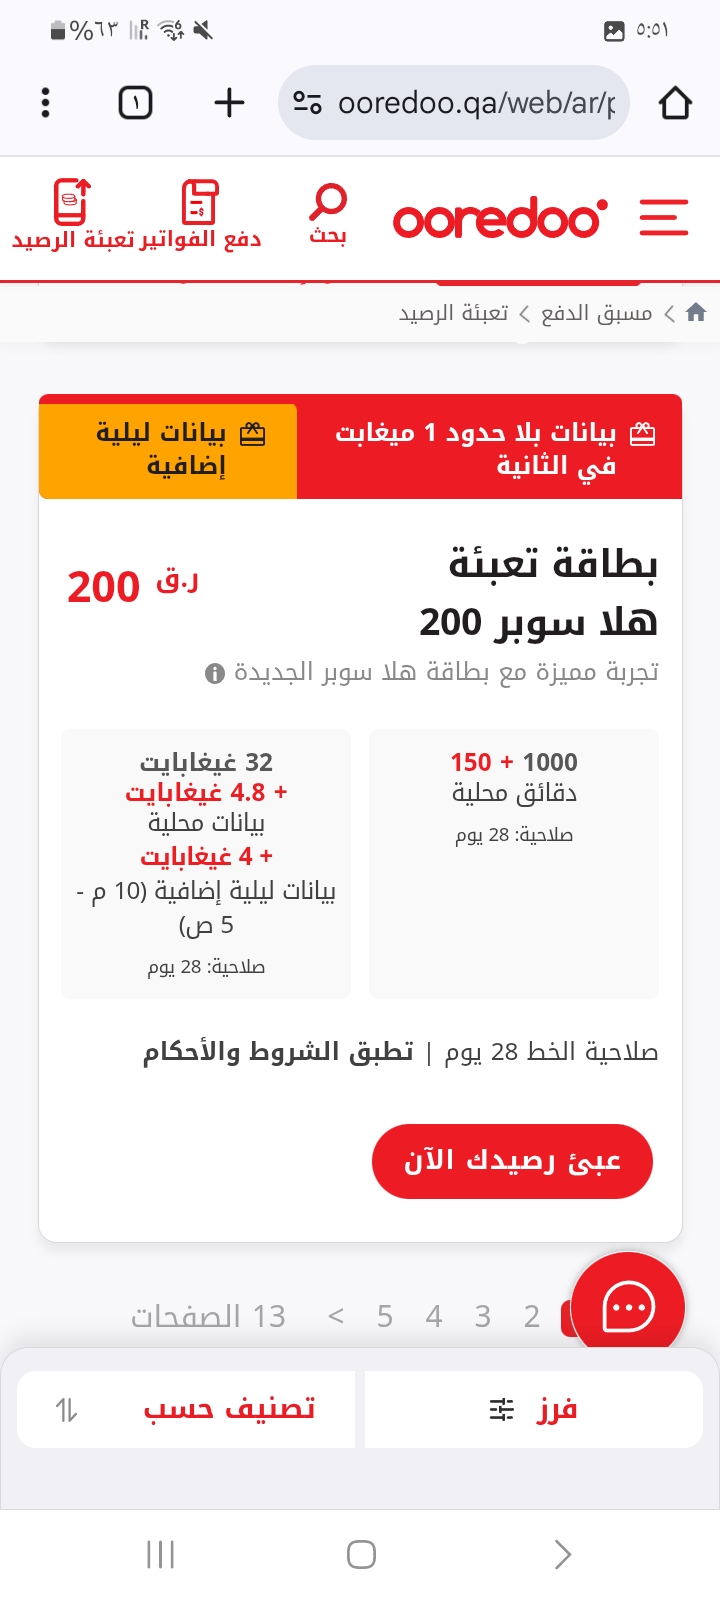 ٥:٥١
%٦٣
ooredoo.qa/web/ar/p
١
ooredoo
بحث
دفع الفواتير
تعبئة الرصيد
مسبق الدفع
تعبئة الرصيد
بيانات بلا حدود 1 ميغابت
في الثانية
بيانات ليلية
إضافية
بطاقة تعبئة
هلا سوبر 200
ر.ق 200
تجربة مميزة مع بطاقة هلا سوبر الجديدة
1000 + 150
دقائق محلية
صلاحية: 28 يوم
32 غيغابايت
+ 4.8 غيغابايت
بيانات محلية
+ 4 غيغابايت
بيانات ليلية إضافية (10 م -
5 ص)
صلاحية: 28 يوم
صلاحية الخط 28 يوم | تطبق الشروط والأحكام
عبئ رصيدك الآن
2 3 4 5 > 13 الصفحات
فرز
تصنيف حسب